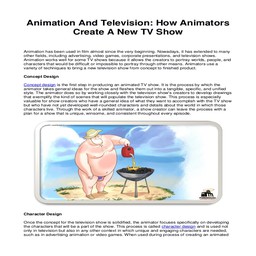 Animation And Television: How Animators
Create A New TV Show
Animation has been used in film almost since the very beginning. Nowadays, it has extended to many
other fields, including advertising, video games, corporate presentations, and television shows.
Animation works well for some TV shows because it allows the creators to portray worlds, people, and
characters that would be difficult or impossible to portray through other means. Animators use a
variety of techniques to bring a new television show from concept to finished product.
Concept Design
Concept design is the first step in producing an animated TV show. It is the process by which the
animator takes general ideas for the show and fleshes them out into a tangible, specific, and unified
whole. The animator does so by working closely with the television show's creators to develop drawings
that exemplify the kind of scenes that will populate the television show. This process is especially
valuable for show creators who have a general idea of what they want to accomplish with the TV show
but who have not yet developed well-rounded characters and details about the world in which those
characters live. Through the work of a skilled animator, a show creator can leave the process with a
plan for a show that is unique, winsome, and consistent throughout every episode.
Character Design
Once the concept for the television show is solidified, the animator focuses specifically on developing
the characters that will be a part of the show. This process is called character design and is used not
only in television but also in any other context in which unique and engaging characters are needed,
such as in advertising animation or video games. When used during process of creating an animated